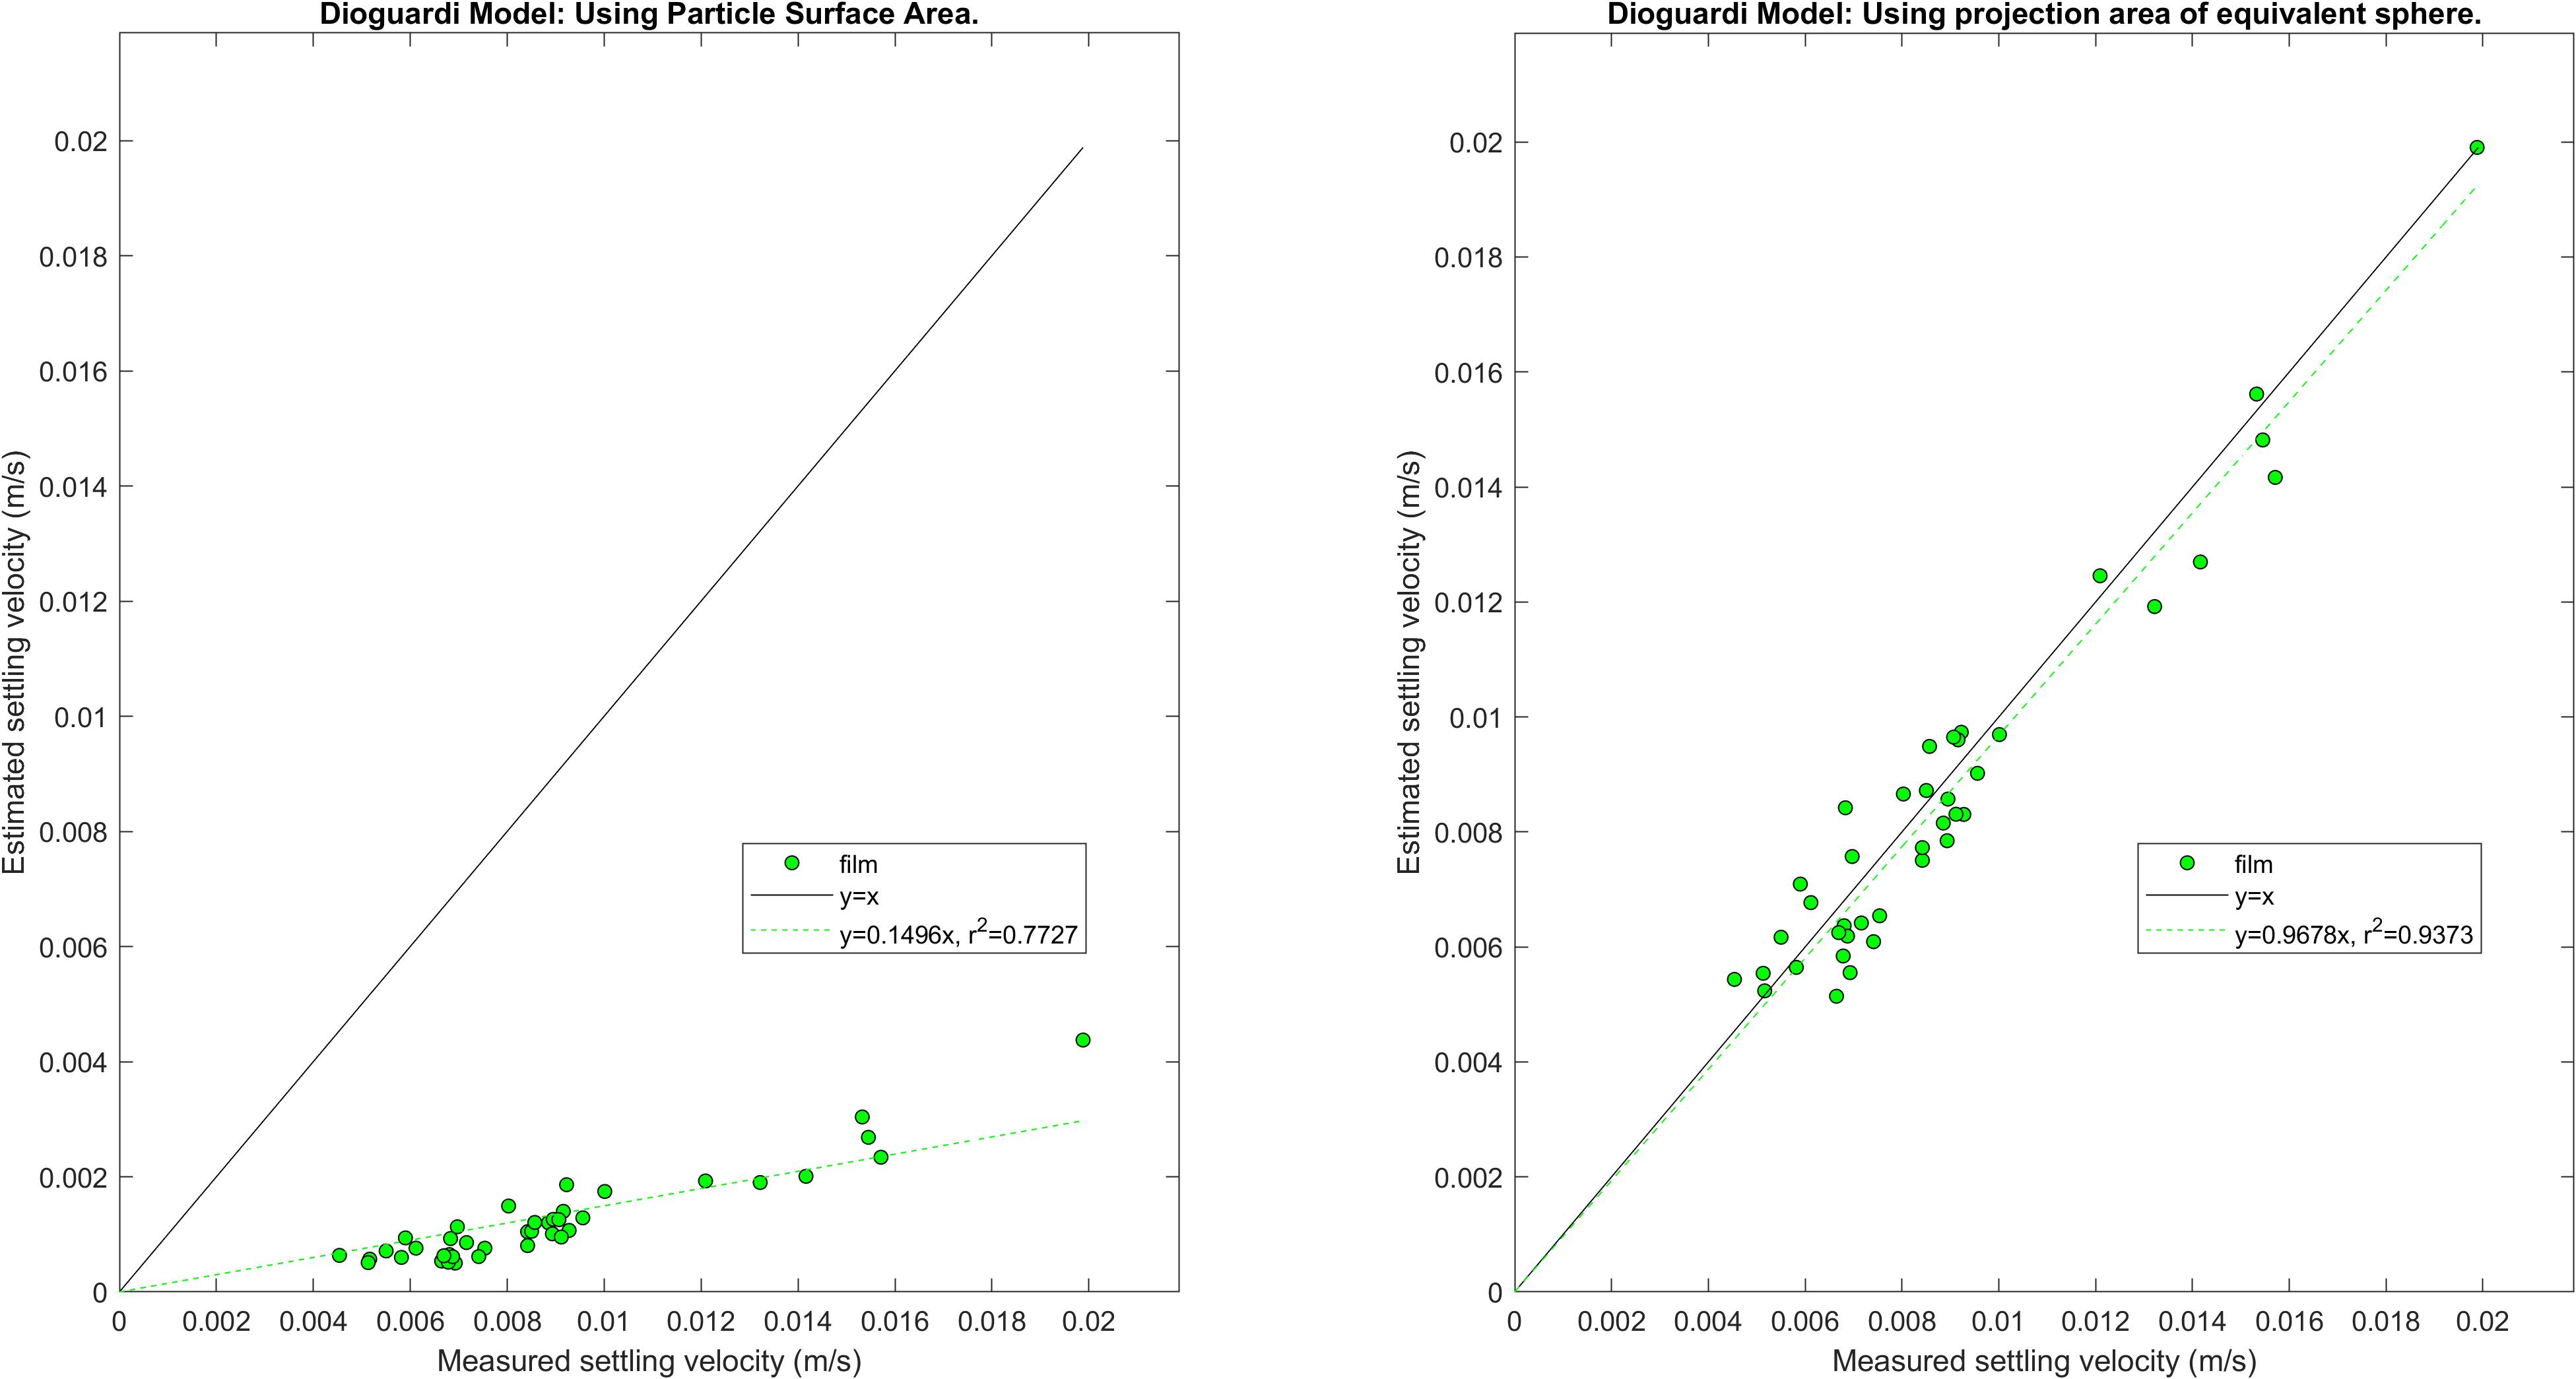 Dioguardi Model: Using Particle Surface Area.
Estimated settling velocity (m/s)
0.02
0.018
0.016
0.014
0.012
0.01
0.008
0.006
0.004
0.002
0
film
y=x
y=0.1496x, r²=0.7727
0 0.002 0.004 0.006 0.008 0.01 0.012 0.014 0.016 0.018 0.02
Measured settling velocity (m/s)
Dioguardi Model: Using projection area of equivalent sphere.
Estimated settling velocity (m/s)
0.02
0.018
0.016
0.014
0.012
0.01
0.008
0.006
0.004
0.002
0
film
y=x
y=0.9678x, r²=0.9373
0 0.002 0.004 0.006 0.008 0.01 0.012 0.014 0.016 0.018 0.02
Measured settling velocity (m/s)